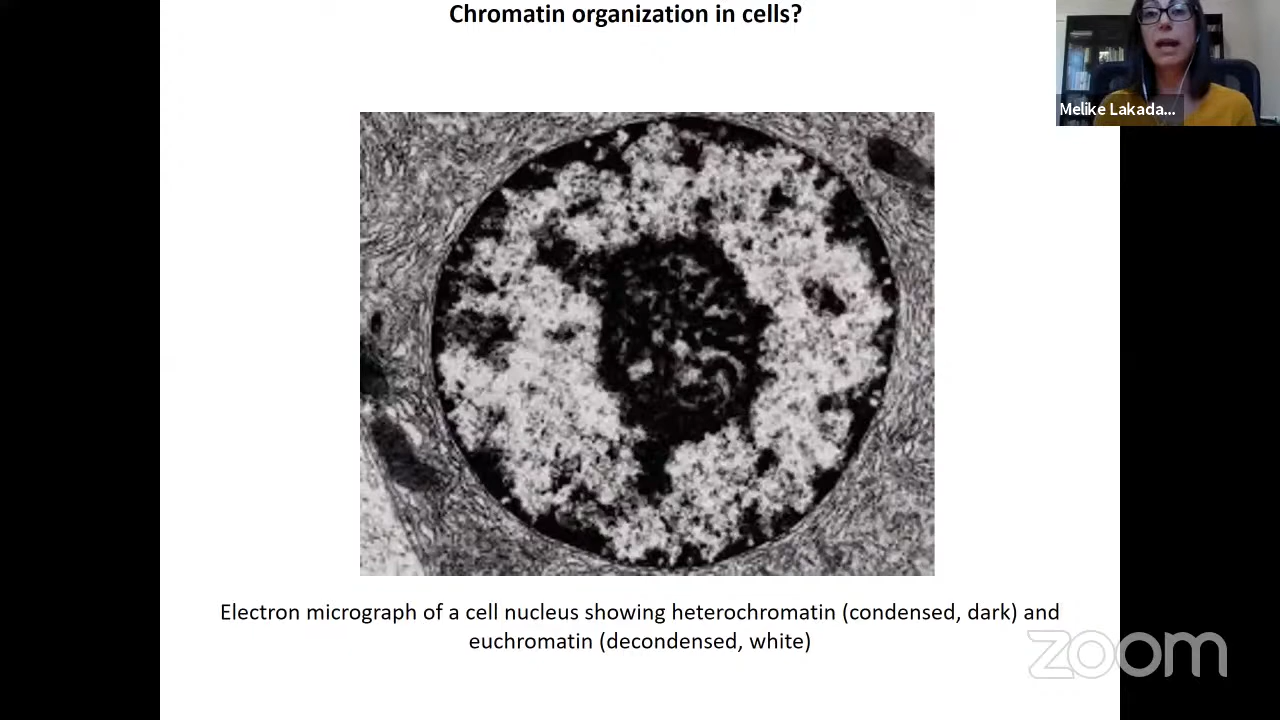 Chromatin organization in cells?
Melike Lakada...
Electron micrograph of a cell nucleus showing heterochromatin (condensed, dark) and
euchromatin (decondensed, white)
zoom